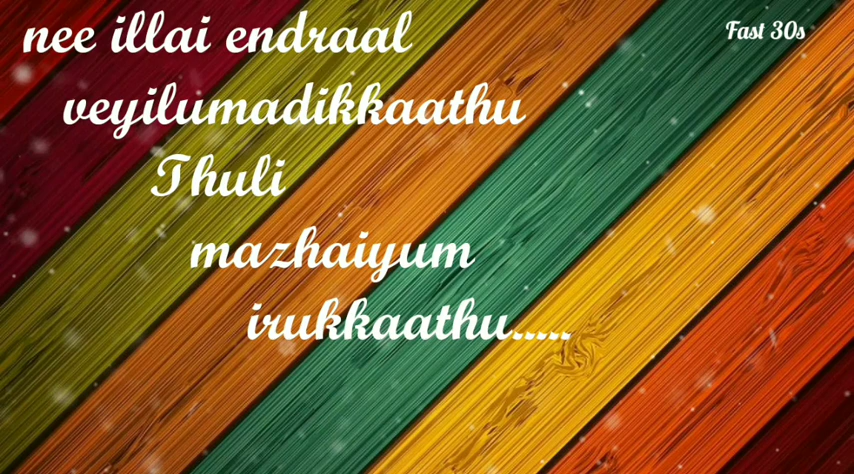 nee illai endraal
Fast 30s
veyilumadikkaathu
Thuli
mazhaiyum
irukkaathu.....